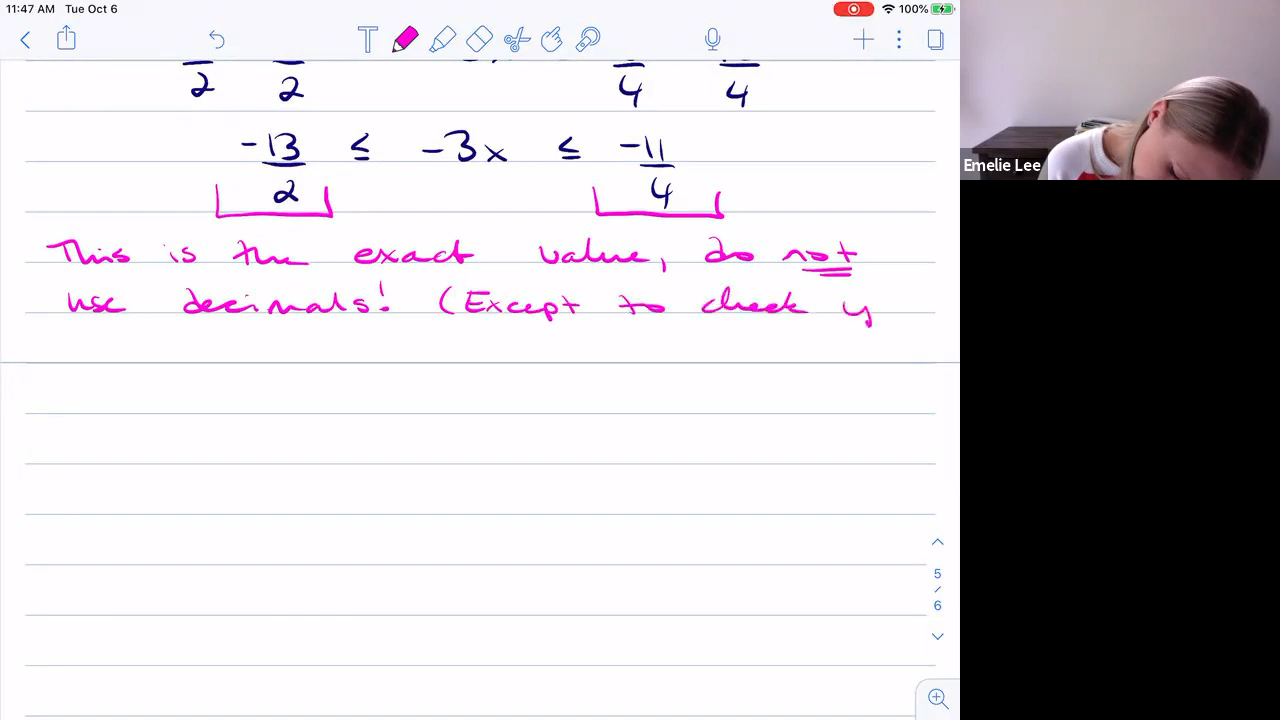 11:47 AM Tue Oct 6
100%
T
2 2 4 4
-13/2 ≤ -3x ≤ -11/4
This is the exact value, do not
use decimals! (Except to check y
Emelie Lee
5
/
6